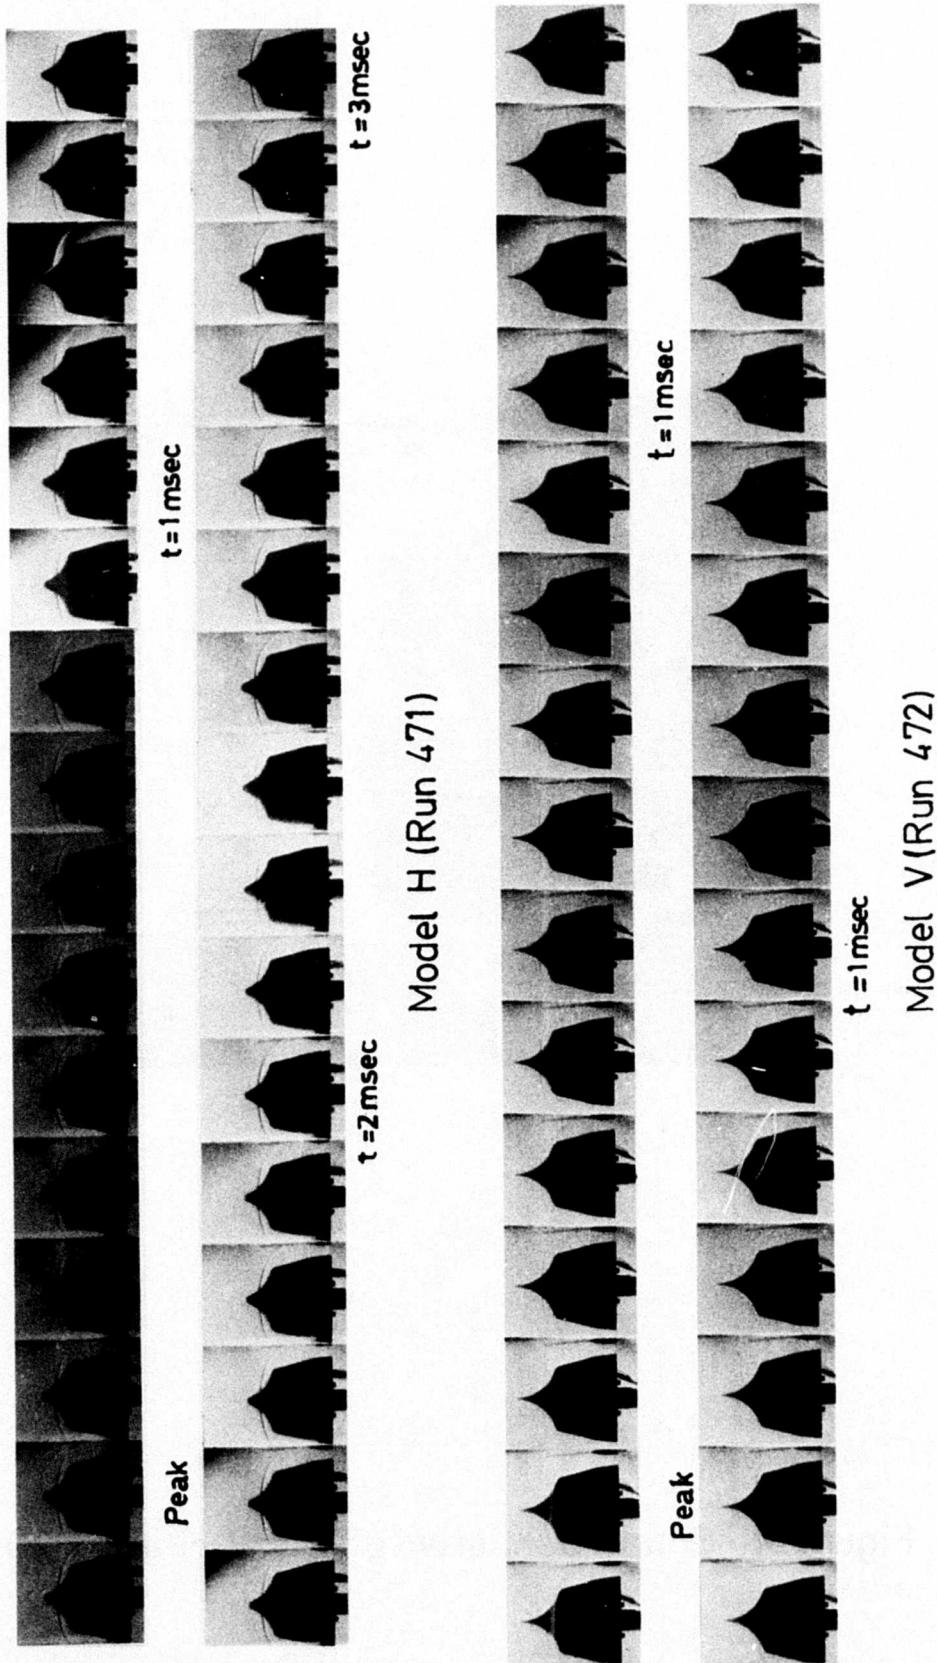 Peak
t = 1 msec
t = 2 msec
t = 3 msec
Model H (Run 471)
Peak
t = 1 msec
t = 1 msec
Model V (Run 472)